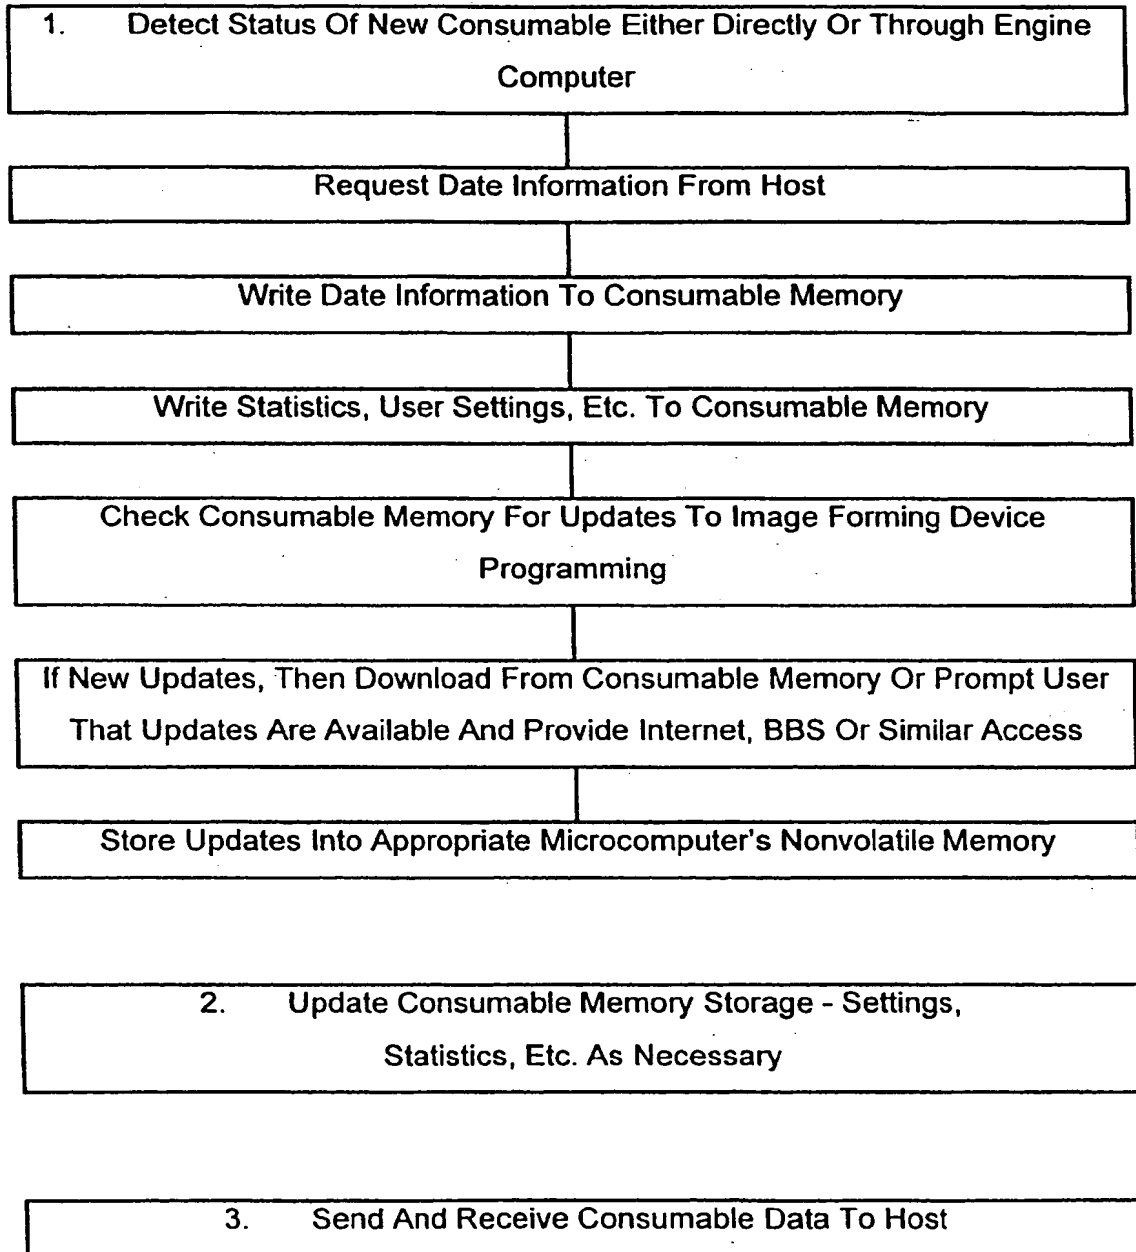 1. Detect Status Of New Consumable Either Directly Or Through Engine
Computer
Request Date Information From Host
Write Date Information To Consumable Memory
Write Statistics, User Settings, Etc. To Consumable Memory
Check Consumable Memory For Updates To Image Forming Device
Programming
If New Updates, Then Download From Consumable Memory Or Prompt User
That Updates Are Available And Provide Internet, BBS Or Similar Access
Store Updates Into Appropriate Microcomputer's Nonvolatile Memory
2. Update Consumable Memory Storage - Settings,
Statistics, Etc. As Necessary
3. Send And Receive Consumable Data To Host